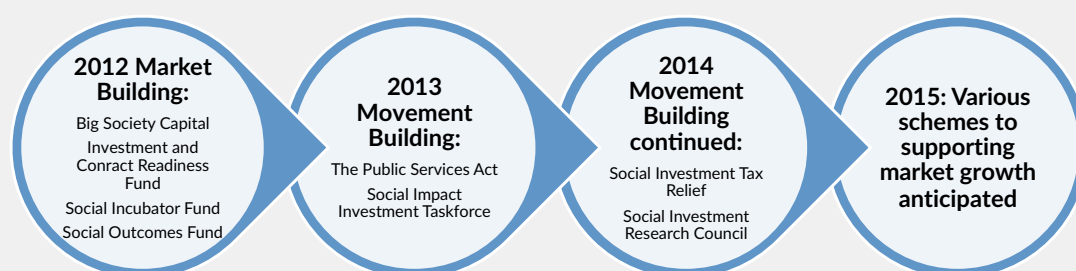 2012 Market
Building:
Big Society Capital
Investment and
Conract Readiness
Fund
Social Incubator Fund
Social Outcomes Fund
2013
Movement
Building:
The Public Services Act
Social Impact
Investment Taskforce
2014
Movement
Building
continued:
Social Investment Tax
Relief
Social Investment
Research Council
2015: Various
schemes to
supporting
market growth
anticipated